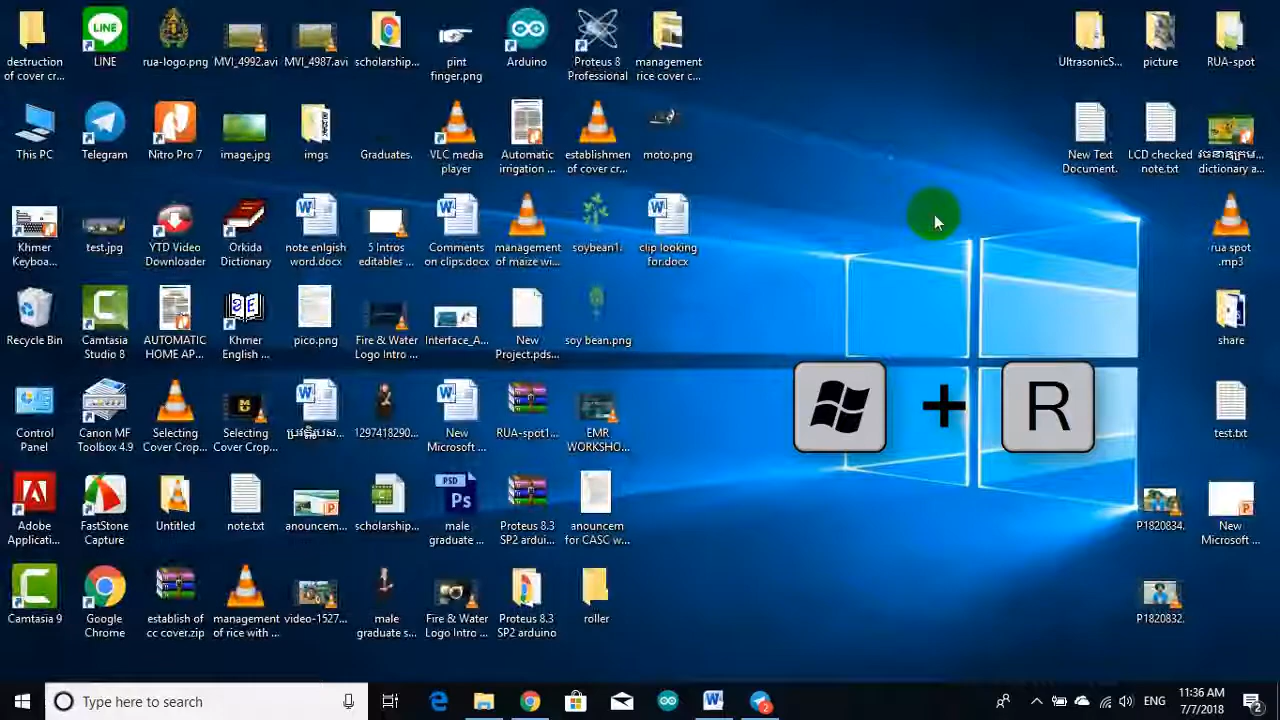 destruction
of cover cr...
LINE
rua-logo.png
MVI_4992.avi
MVI_4987.avi
scholarship...
pint
finger.png
Arduino
Proteus 8
Professional
management
rice cover c...
UltrasonicS...
picture
RUA-spot
This PC
Telegram
Nitro Pro 7
image.jpg
imgs
Graduates.
VLC media
player
Automatic
irrigation ...
establishmen
of cover cr...
moto.png
New Text
Document.
LCD checked
note.txt
dictionary a...
Khmer
Keyboa...
test.jpg
YTD Video
Downloader
Orkida
Dictionary
note enlgish
word.docx
5 Intros
editables ...
Comments
on clips.docx
management
of maize wi...
soybean1.
clip looking
for.docx
rua spot
.mp3
Recycle Bin
Camtasia
Studio 8
AUTOMATIC
HOME AP...
Khmer
English ...
pico.png
Fire & Water
Logo Intro ...
Interface_A...
New
Project.pds...
soy bean.png
share
Control
Panel
Canon MF
Toolbox 4.9
Selecting
Cover Crop...
Selecting
Cover Crop...
1297418290...
New
Microsoft ...
RUA-spot1...
EMR
WORKSHO...
+
R
test.txt
Adobe
Applicati...
FastStone
Capture
Untitled
note.txt
anouncem...
scholarship...
PSD
Ps
male
graduate ...
Proteus 8.3
SP2 ardui...
anouncem
for CASC w...
P1820834.
New
Microsoft ...
Camtasia 9
Google
Chrome
establish of
cc cover.zip
management
of rice with ...
video-1527...
male
graduate s...
Fire & Water
Logo Intro ...
Proteus 8.3
SP2 arduino
roller
P1820832.
Type here to search
2
ENG
11:36 AM
7/7/2018
2